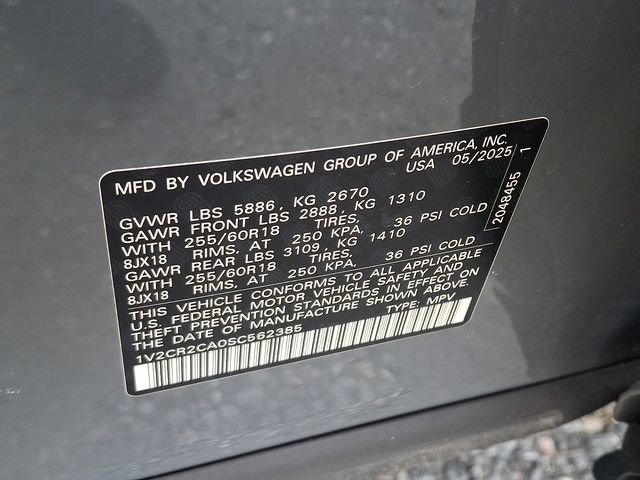 MFD BY VOLKSWAGEN GROUP OF AMERICA, INC.
USA 05/2025
GVWR LBS 5886, KG 2670
GAWR FRONT LBS 2888, KG 1310
WITH 255/60R18 TIRES,
8JX18 RIMS, AT 250 KPA, 36 PSI COLD
GAWR REAR LBS 3109, KG 1410
WITH 255/60R18 TIRES,
8JX18 RIMS, AT 250 KPA, 36 PSI COLD
THIS VEHICLE CONFORMS TO ALL APPLICABLE
U.S. FEDERAL MOTOR VEHICLE SAFETY AND
THEFT PREVENTION STANDARDS IN EFFECT ON
THE DATE OF MANUFACTURE SHOWN ABOVE.
1V2CR2CA0SC562385 TYPE: MPV
2048455 1